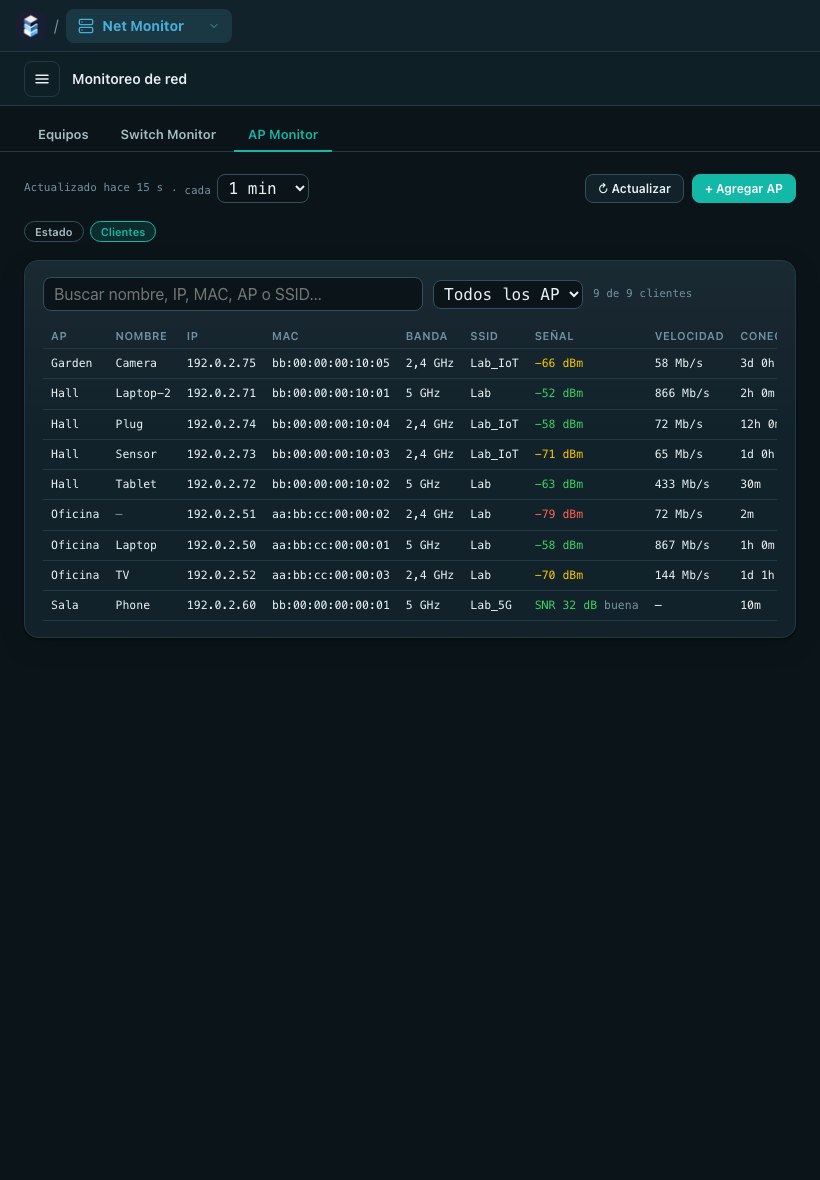 / Net Monitor
Monitoreo de red
Equipos Switch Monitor AP Monitor
Actualizado hace 15 s · cada 1 min ↻ Actualizar + Agregar AP
Estado Clientes
Buscar nombre, IP, MAC, AP o SSID... Todos los AP 9 de 9 clientes
AP NOMBRE IP MAC BANDA SSID SEÑAL VELOCIDAD CONEC
Garden Camera 192.0.2.75 bb:00:00:00:10:05 2,4 GHz Lab_IoT −66 dBm 58 Mb/s 3d 0h
Hall Laptop-2 192.0.2.71 bb:00:00:00:10:01 5 GHz Lab −52 dBm 866 Mb/s 2h 0m
Hall Plug 192.0.2.74 bb:00:00:00:10:04 2,4 GHz Lab_IoT −58 dBm 72 Mb/s 12h 0m
Hall Sensor 192.0.2.73 bb:00:00:00:10:03 2,4 GHz Lab_IoT −71 dBm 65 Mb/s 1d 0h
Hall Tablet 192.0.2.72 bb:00:00:00:10:02 5 GHz Lab −63 dBm 433 Mb/s 30m
Oficina — 192.0.2.51 aa:bb:cc:00:00:02 2,4 GHz Lab −79 dBm 72 Mb/s 2m
Oficina Laptop 192.0.2.50 aa:bb:cc:00:00:01 5 GHz Lab −58 dBm 867 Mb/s 1h 0m
Oficina TV 192.0.2.52 aa:bb:cc:00:00:03 2,4 GHz Lab −70 dBm 144 Mb/s 1d 1h
Sala Phone 192.0.2.60 bb:00:00:00:00:01 5 GHz Lab_5G SNR 32 dB buena — 10m